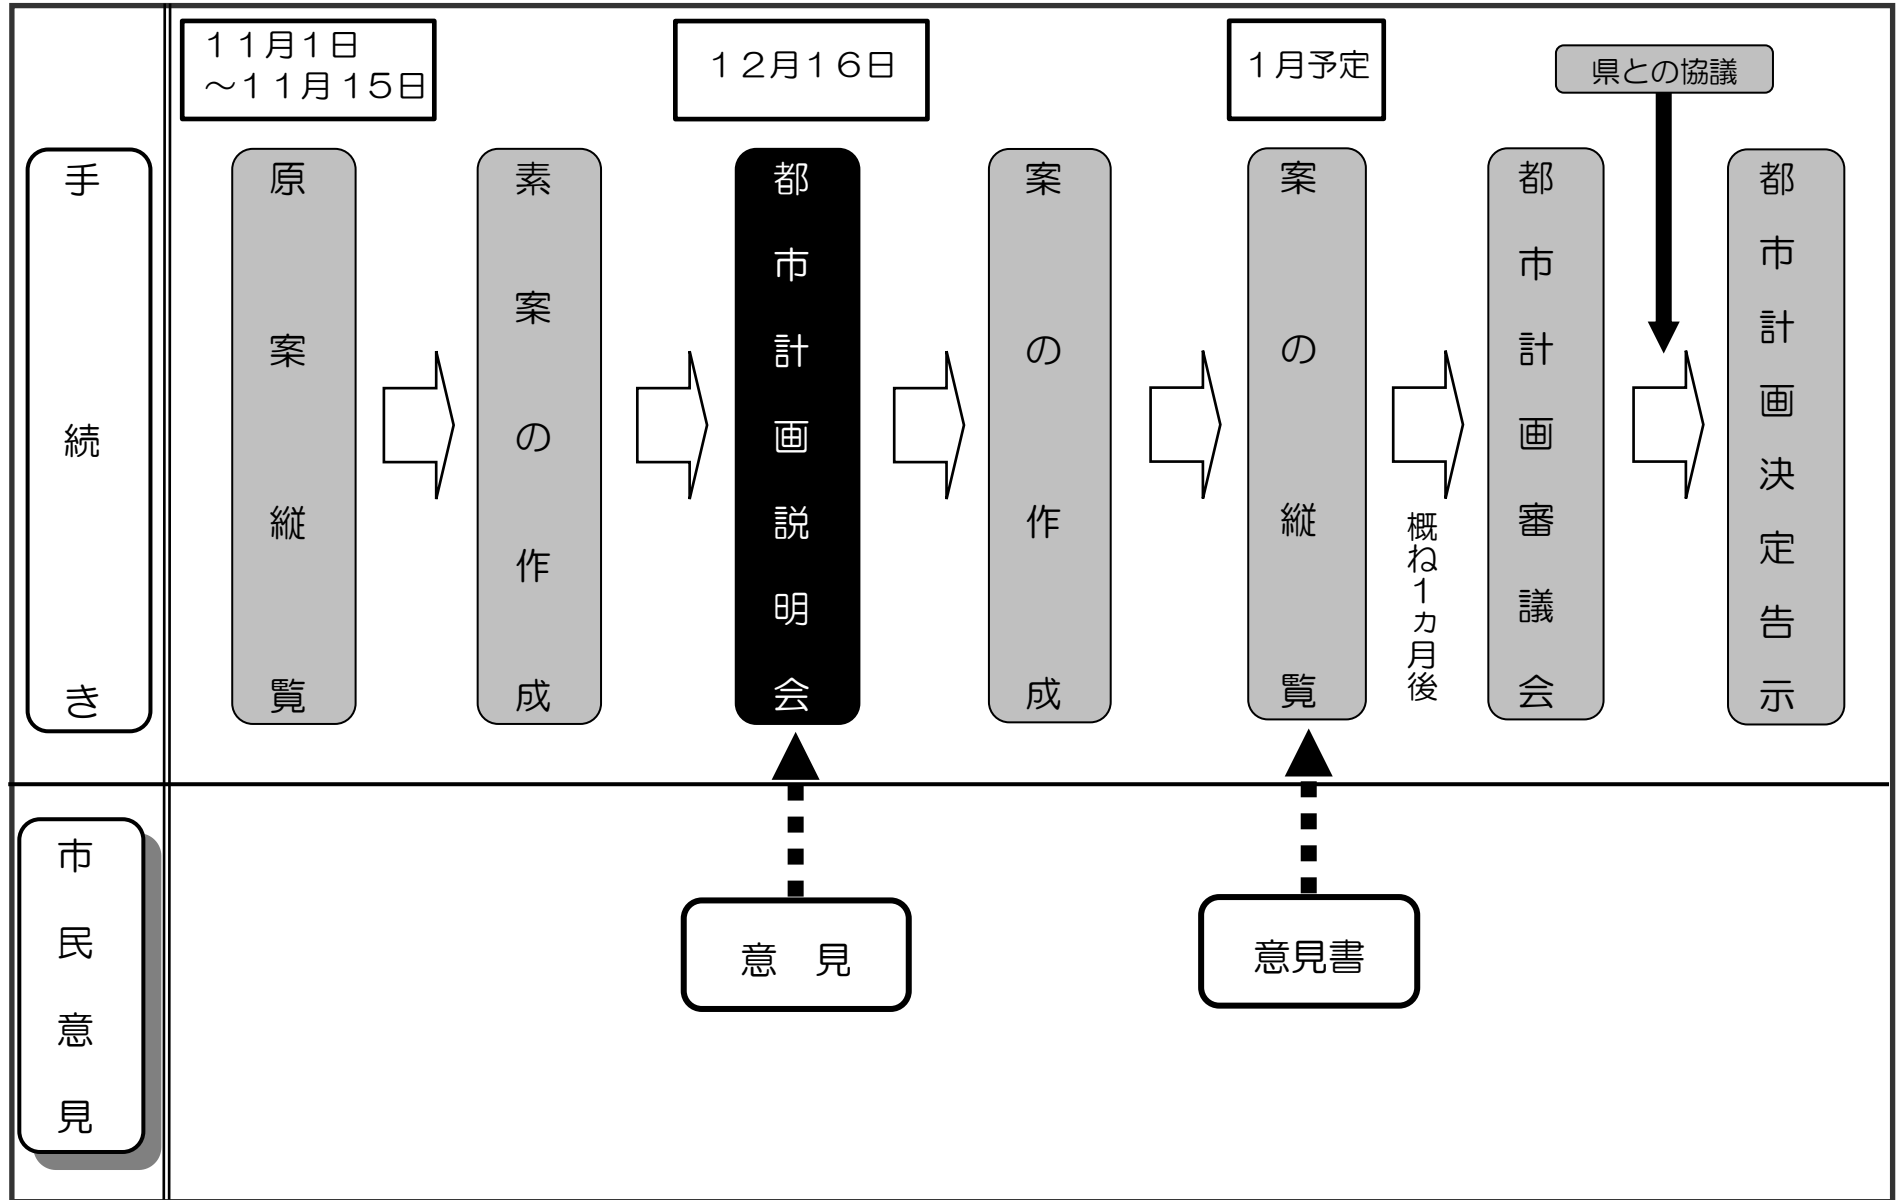 １１月１日
～１１月１５日
１２月１６日
１月予定
県との協議
手続き
原案縦覧
素案の作成
都市計画説明会
案の作成
案の縦覧
概ね１ヵ月後
都市計画審議会
都市計画決定告示
市民意見
意　見
意見書